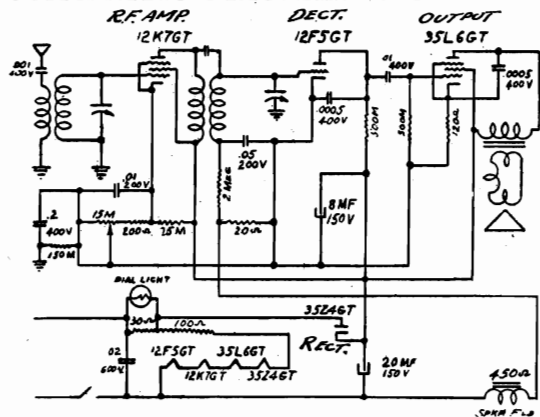 R.F. AMP. DECT. OUTPUT
12K7GT 12F5GT 35L6GT
.001
400V
.01
400V
.0005
400V
.0005
400V
.05
200V
500M
500M
120Ω
.01
200V
2 MEG
.2
400V
15M
200Ω
25M
20Ω
8MF
150V
150M
DIAL LIGHT
30Ω
100Ω
35Z4GT
RECT.
.02
600V
12F5GT
12K7GT
35L6GT
35Z4GT
20MF
150V
450Ω
SPKR FLD